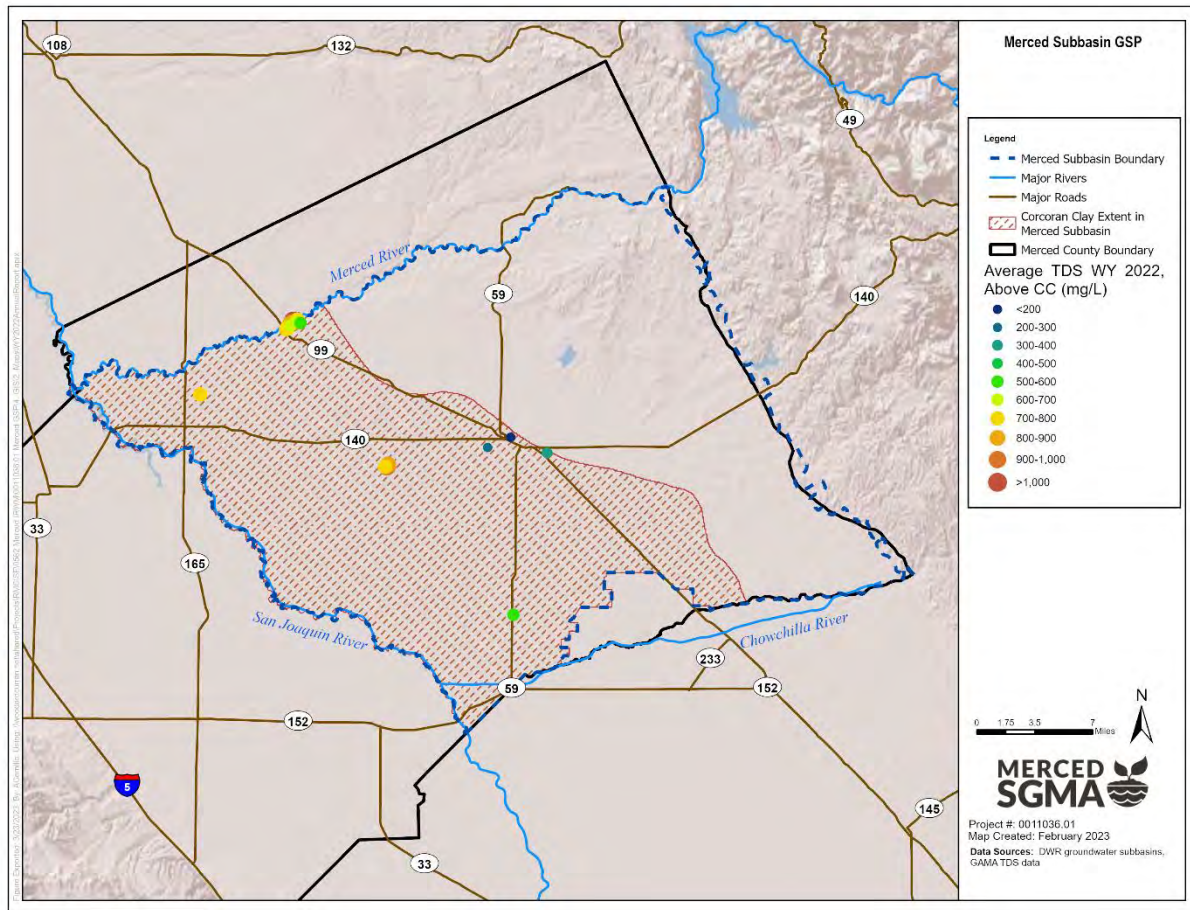 Merced Subbasin GSP
Legend
Merced Subbasin Boundary
Major Rivers
Major Roads
Corcoran Clay Extent in
Merced Subbasin
Merced County Boundary
Average TDS WY 2022,
Above CC (mg/L)
<200
200-300
300-400
400-500
500-600
600-700
700-800
800-900
900-1,000
>1,000
108
132
49
Merced River
59
140
99
140
33
165
San Joaquin River
Chowchilla River
233
59
152
152
5
145
33
N
0 1.75 3.5 7
Miles
MERCED
SGMA
Project #: 0011036.01
Map Created: February 2023
Data Sources: DWR groundwater subbasins,
GAMA TDS data